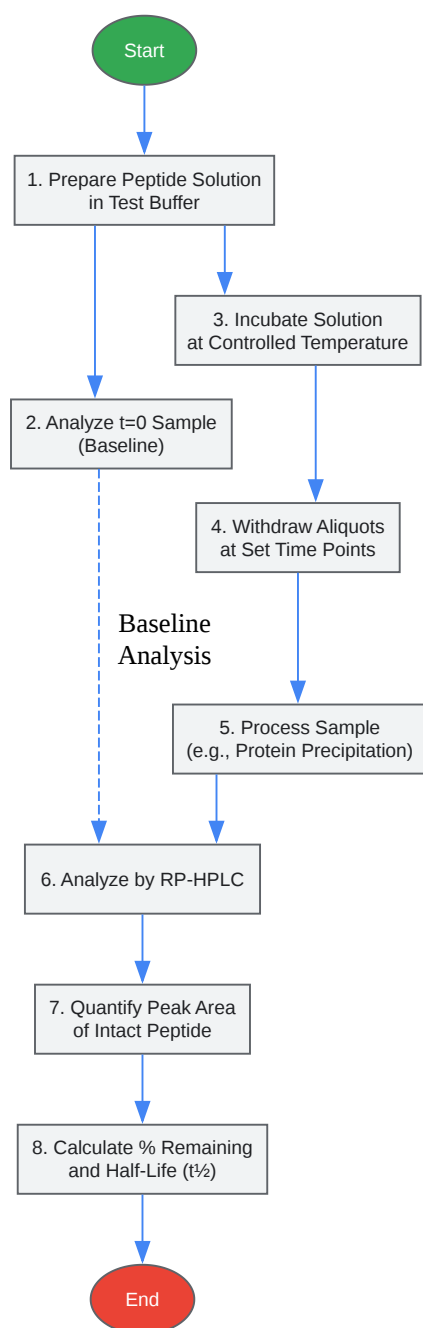 Start
1. Prepare Peptide Solution
in Test Buffer
3. Incubate Solution
at Controlled Temperature
2. Analyze t=0 Sample
(Baseline)
4. Withdraw Aliquots
at Set Time Points
Baseline
Analysis
5. Process Sample
(e.g., Protein Precipitation)
6. Analyze by RP-HPLC
7. Quantify Peak Area
of Intact Peptide
8. Calculate % Remaining
and Half-Life (t½)
End